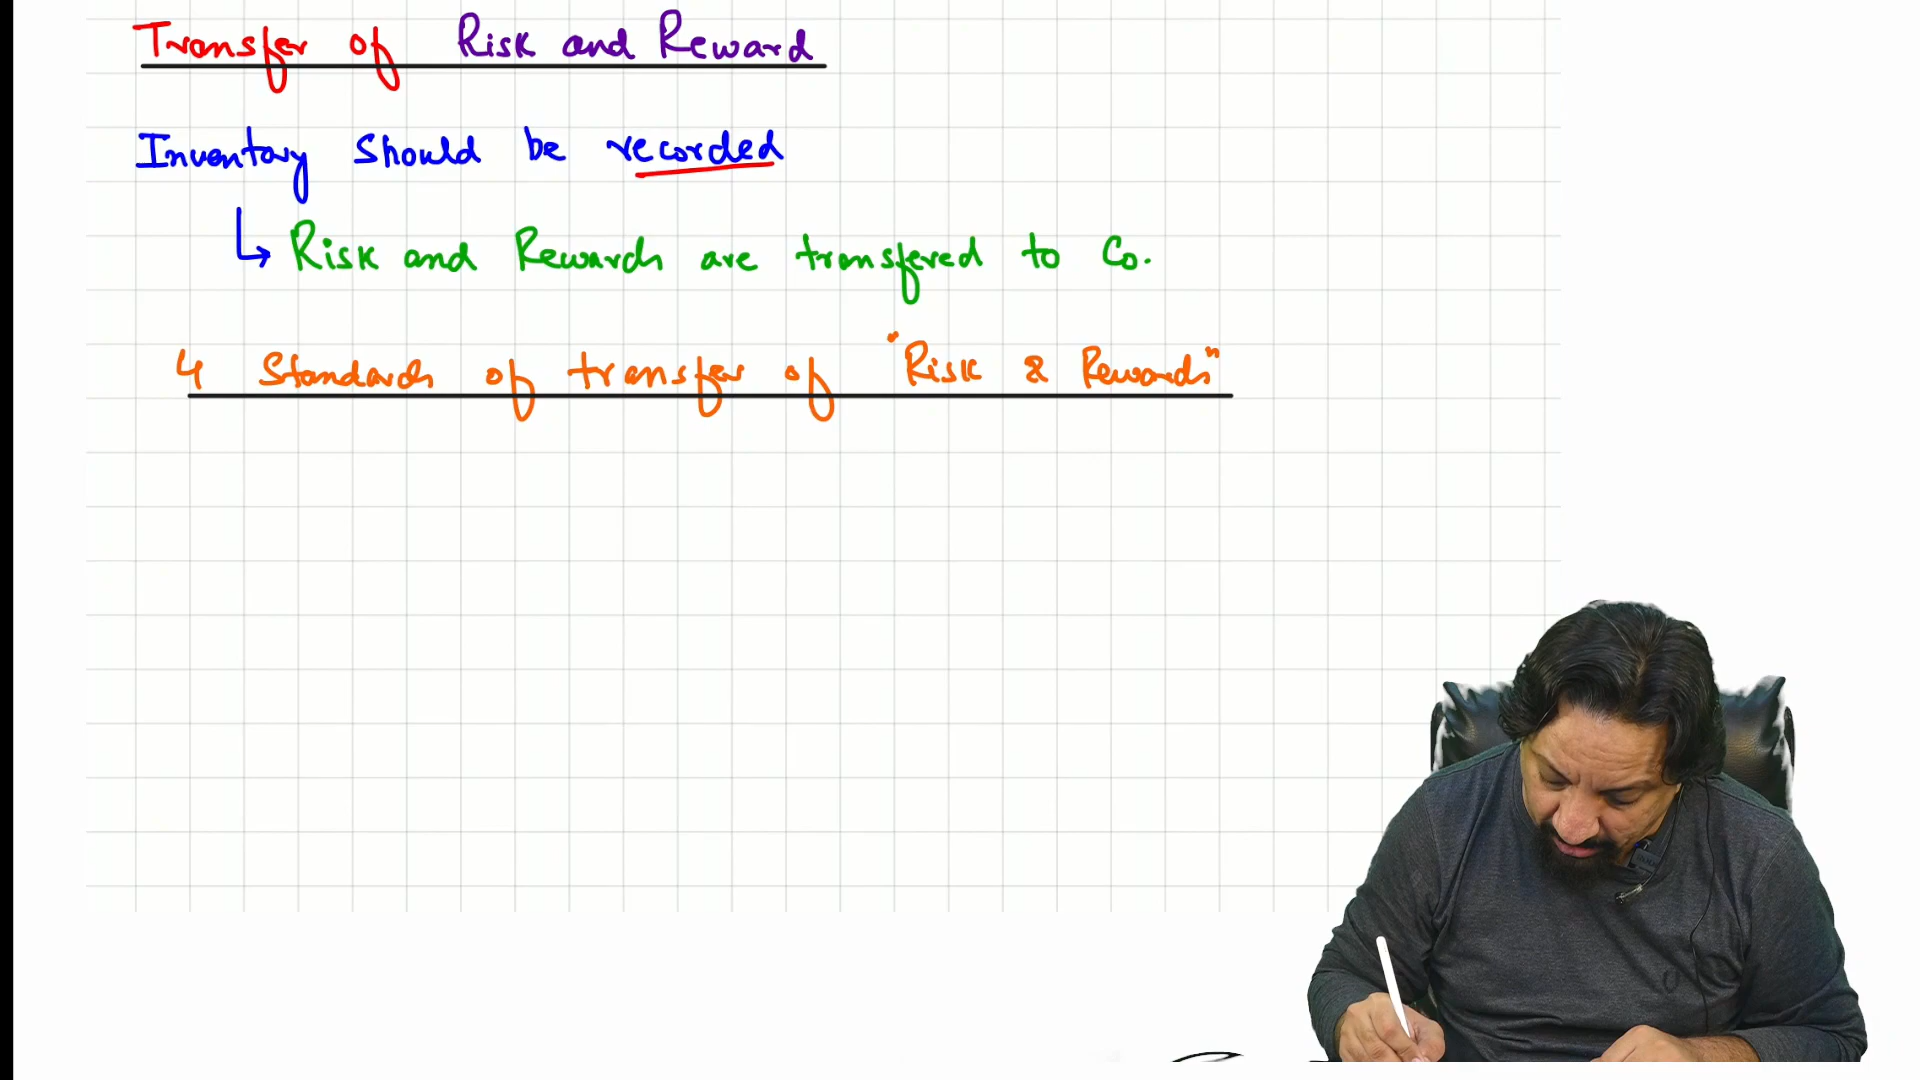 Transfer of Risk and Reward
Inventory should be recorded
Risk and Rewards are transfered to Co.
4 Standards of transfer of "Risk & Rewards"